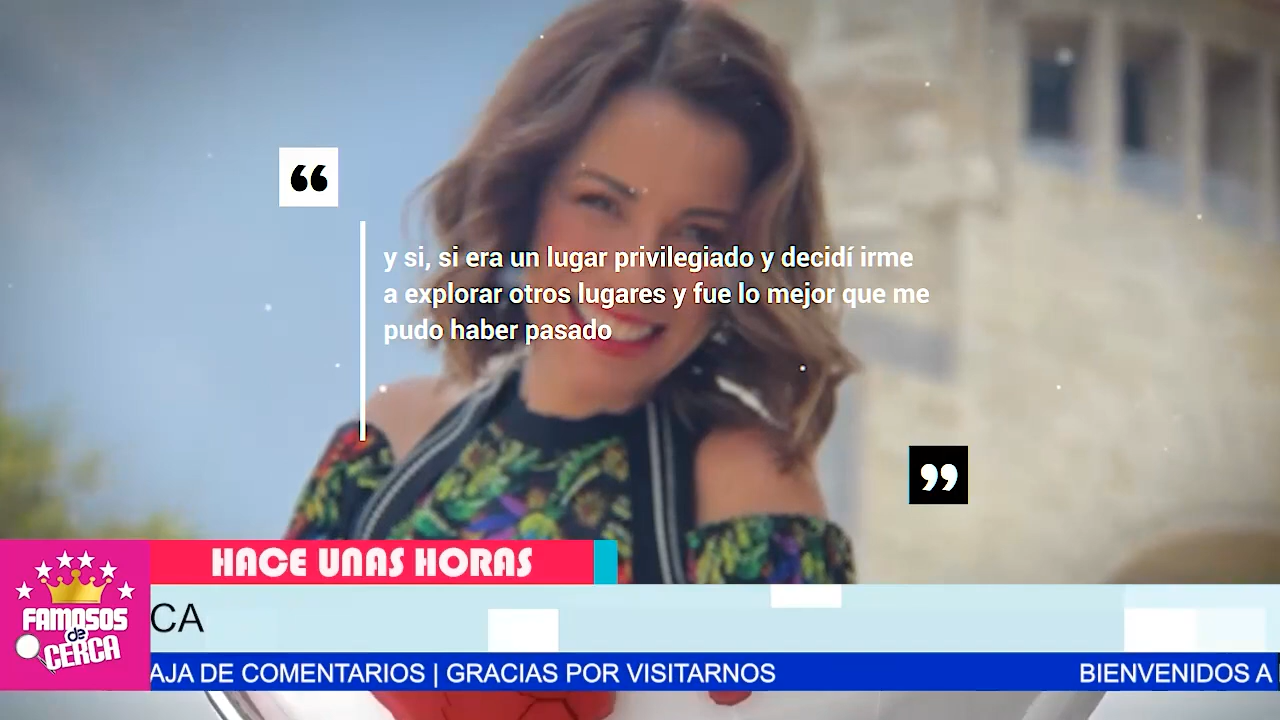 “
y si, si era un lugar privilegiado y decidí irme
a explorar otros lugares y fue lo mejor que me
pudo haber pasado
”
HACE UNAS HORAS
FAMOSOS
de
CERCA
CA
AJA DE COMENTARIOS | GRACIAS POR VISITARNOS BIENVENIDOS A